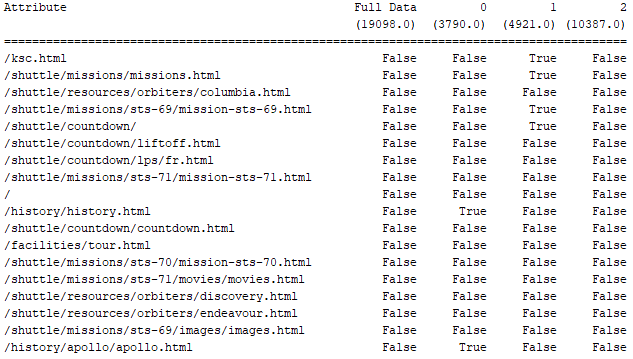 Attribute Full Data 0 1 2
(19098.0) (3790.0) (4921.0) (10387.0)
=====================================================================================
/ksc.html False False True False
/shuttle/missions/missions.html False False True False
/shuttle/resources/orbiters/columbia.html False False False False
/shuttle/missions/sts-69/mission-sts-69.html False False True False
/shuttle/countdown/ False False True False
/shuttle/countdown/liftoff.html False False False False
/shuttle/countdown/lps/fr.html False False False False
/shuttle/missions/sts-71/mission-sts-71.html False False False False
/ False False False False
/history/history.html False True False False
/shuttle/countdown/countdown.html False False False False
/facilities/tour.html False False False False
/shuttle/missions/sts-70/mission-sts-70.html False False False False
/shuttle/missions/sts-71/movies/movies.html False False False False
/shuttle/resources/orbiters/discovery.html False False False False
/shuttle/resources/orbiters/endeavour.html False False False False
/shuttle/missions/sts-69/images/images.html False False False False
/history/apollo/apollo.html False True False False